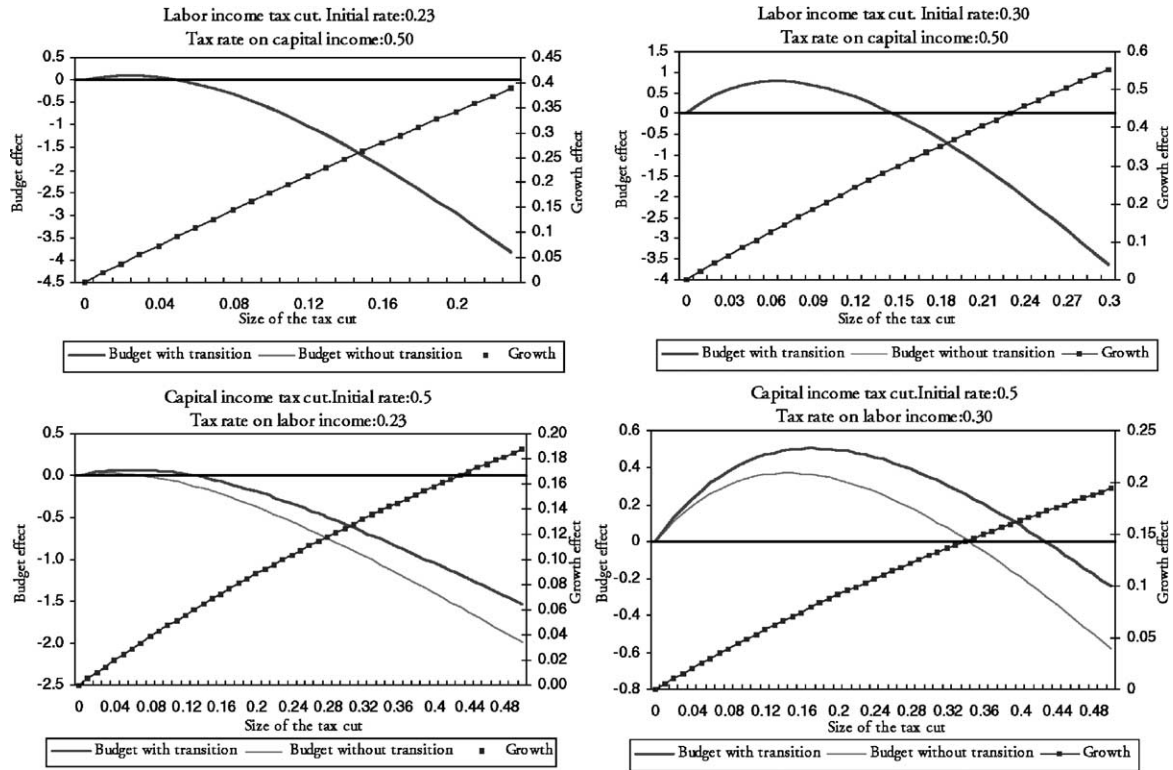 Labor income tax cut. Initial rate:0.23
Tax rate on capital income:0.50
0.5
0
-0.5
-1
-1.5
-2
-2.5
-3
-3.5
-4
-4.5
Budget effect
0.45
0.4
0.35
0.3
0.25
0.2
0.15
0.1
0.05
0
Growth effect
0 0.04 0.08 0.12 0.16 0.2
Size of the tax cut
Budget with transition Budget without transition Growth
Labor income tax cut. Initial rate:0.30
Tax rate on capital income:0.50
1.5
1
0.5
0
-0.5
-1
-1.5
-2
-2.5
-3
-3.5
-4
Budget effect
0.6
0.5
0.4
0.3
0.2
0.1
0
Growth effect
0 0.03 0.06 0.09 0.12 0.15 0.18 0.21 0.24 0.27 0.3
Size of the tax cut
Budget with transition Budget without transition Growth
Capital income tax cut.Initial rate:0.5
Tax rate on labor income:0.23
0.5
0.0
-0.5
-1.0
-1.5
-2.0
-2.5
Budget effect
0.20
0.18
0.16
0.14
0.12
0.10
0.08
0.06
0.04
0.02
0.00
Growth effect
0 0.04 0.08 0.12 0.16 0.2 0.24 0.28 0.32 0.36 0.4 0.44 0.48
Size of the tax cut
Budget with transition Budget without transition Growth
Capital income tax cut.Initial rate:0.5
Tax rate on labor income:0.30
0.6
0.4
0.2
0
-0.2
-0.4
-0.6
-0.8
Budget effect
0.25
0.2
0.15
0.1
0.05
0
Growth effect
0 0.04 0.08 0.12 0.16 0.2 0.24 0.28 0.32 0.36 0.4 0.44 0.48
Size of the tax cut
Budget with transition Budget without transition Growth